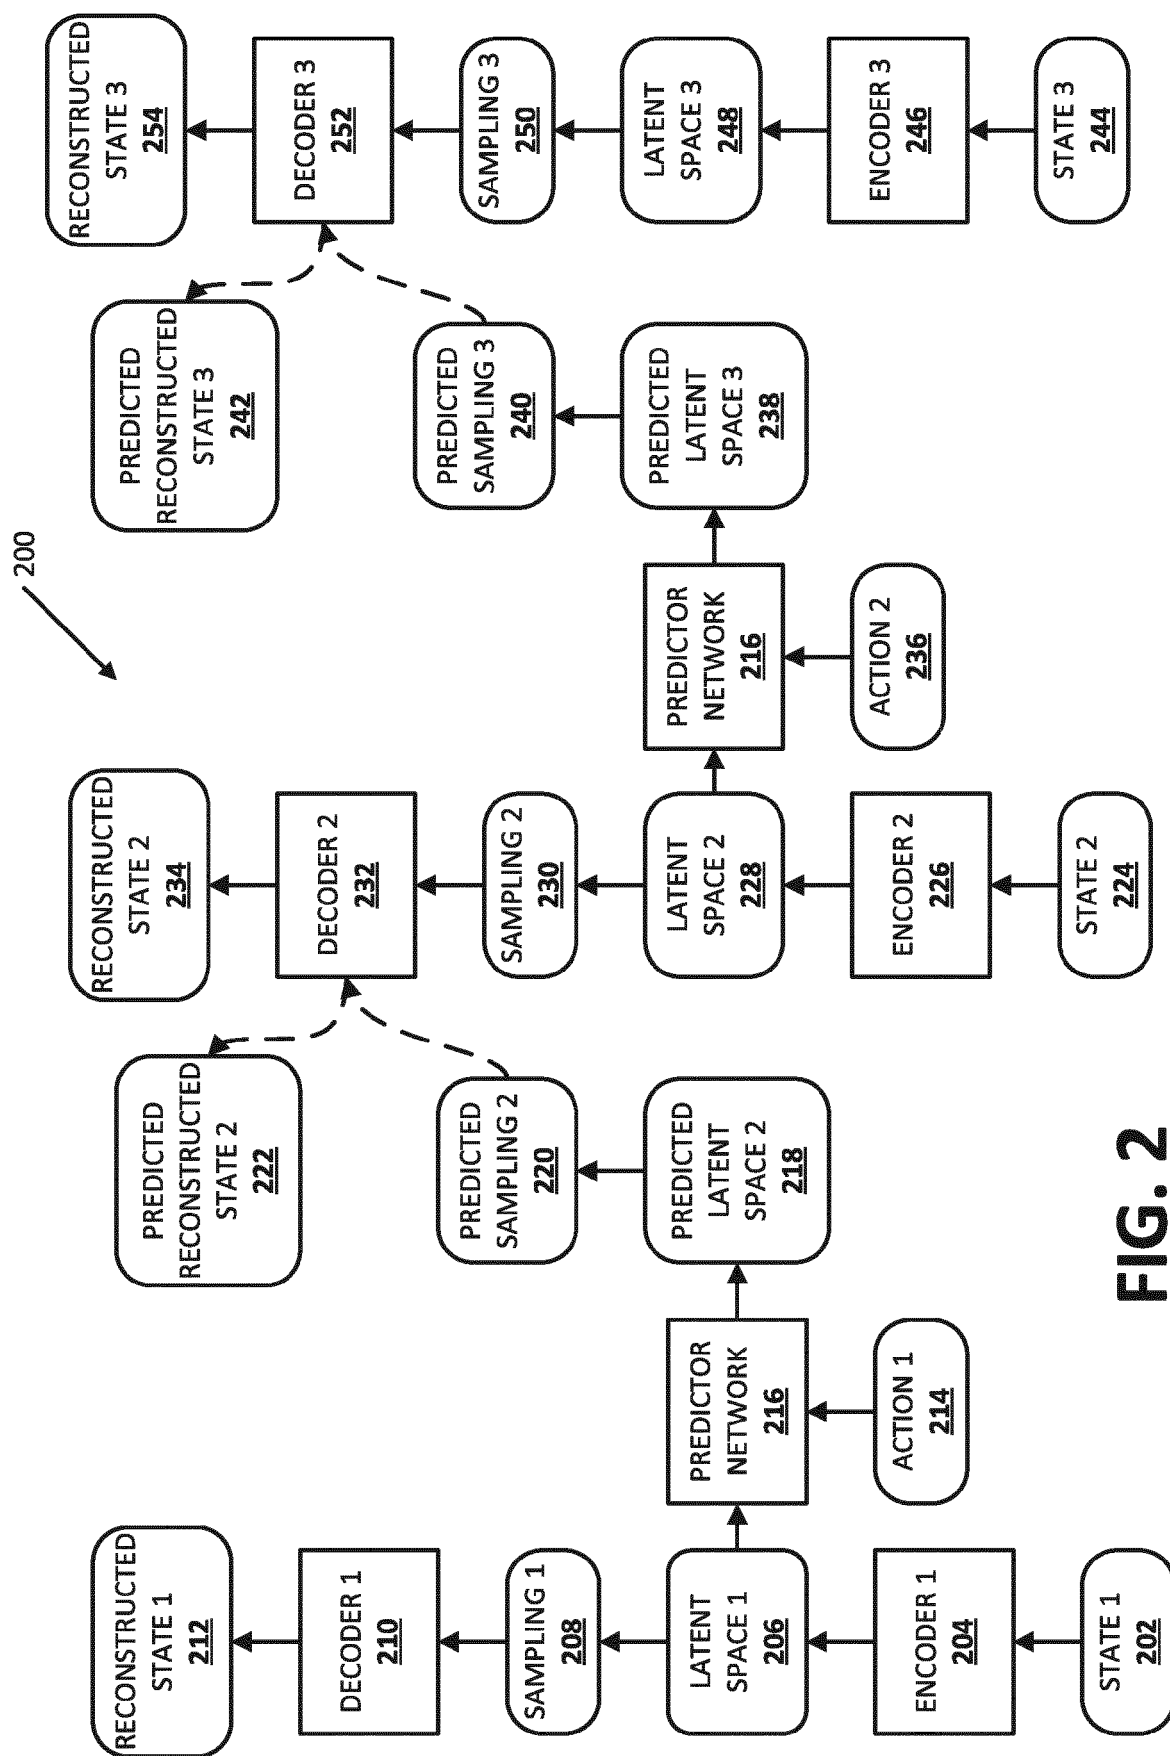 200
RECONSTRUCTED
STATE 1
212
DECODER 1
210
SAMPLING 1
208
LATENT
SPACE 1
206
ENCODER 1
204
STATE 1
202
PREDICTOR
NETWORK
216
ACTION 1
214
PREDICTED
RECONSTRUCTED
STATE 2
222
PREDICTED
SAMPLING 2
220
PREDICTED
LATENT
SPACE 2
218
RECONSTRUCTED
STATE 2
234
DECODER 2
232
SAMPLING 2
230
LATENT
SPACE 2
228
ENCODER 2
226
STATE 2
224
PREDICTOR
NETWORK
216
ACTION 2
236
PREDICTED
RECONSTRUCTED
STATE 3
242
PREDICTED
SAMPLING 3
240
PREDICTED
LATENT
SPACE 3
238
RECONSTRUCTED
STATE 3
254
DECODER 3
252
SAMPLING 3
250
LATENT
SPACE 3
248
ENCODER 3
246
STATE 3
244
FIG. 2